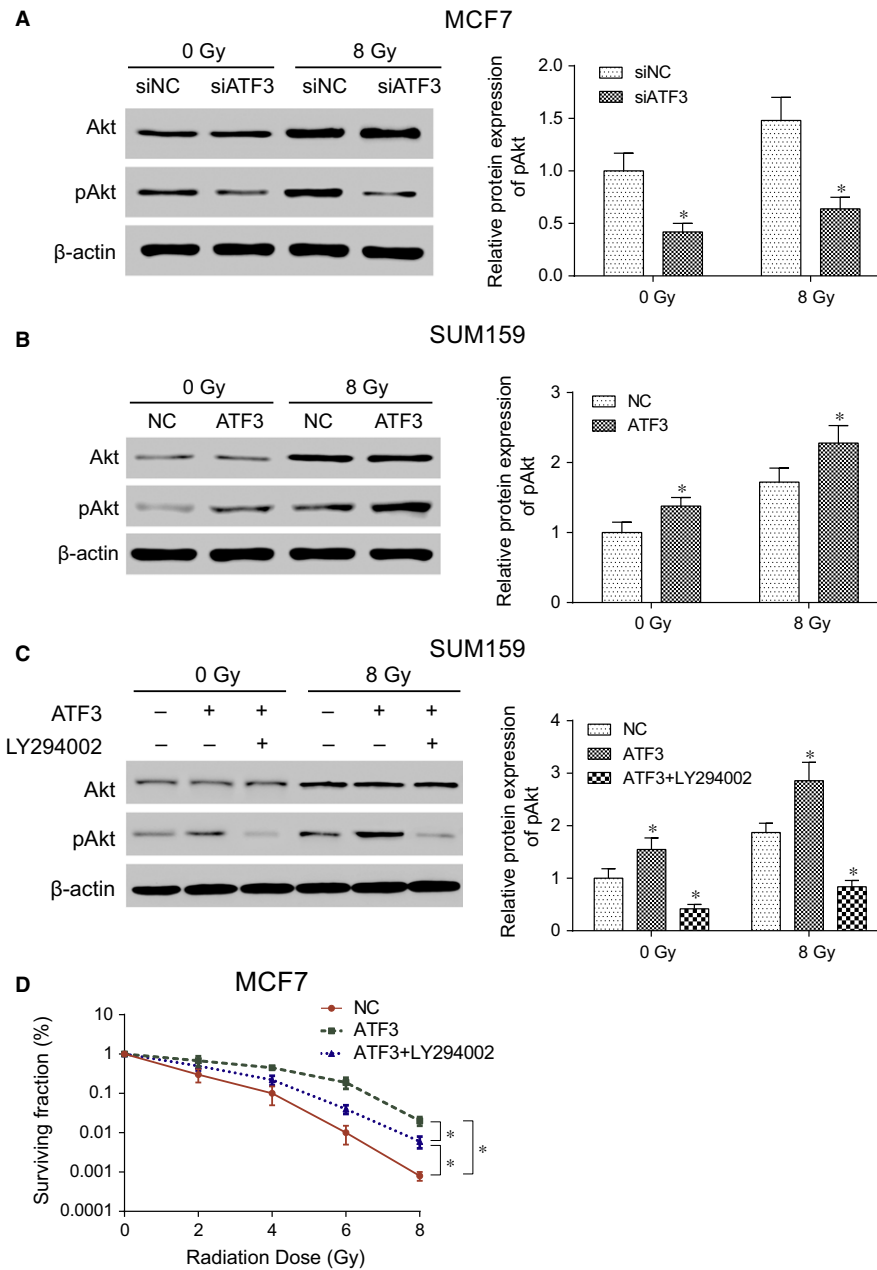 A
MCF7
0 Gy 8 Gy
siNC siATF3 siNC siATF3
Akt
pAkt
β-actin
Relative protein expression
of pAkt
2.0
1.5
1.0
0.5
0.0
siNC
siATF3
* *
0 Gy 8 Gy
B
SUM159
0 Gy 8 Gy
NC ATF3 NC ATF3
Akt
pAkt
β-actin
Relative protein expression
of pAkt
3
2
1
0
NC
ATF3
* *
0 Gy 8 Gy
C
SUM159
0 Gy 8 Gy
ATF3 – + + – + +
LY294002 – – + – – +
Akt
pAkt
β-actin
Relative protein expression
of pAkt
4
3
2
1
0
NC
ATF3
ATF3+LY294002
* * * *
0 Gy 8 Gy
D
MCF7
NC
ATF3
ATF3+LY294002
Surviving fraction (%)
10
1
0.1
0.01
0.001
0.0001
* * *
0 2 4 6 8
Radiation Dose (Gy)